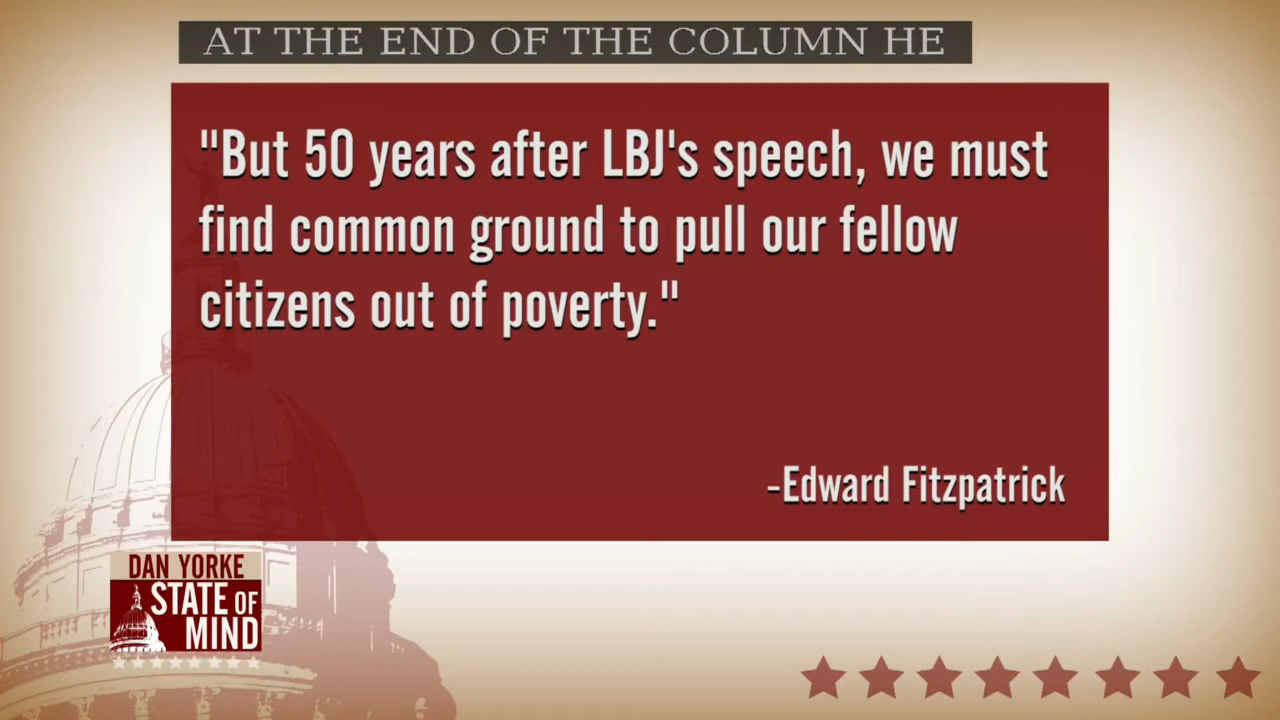 AT THE END OF THE COLUMN HE
"But 50 years after LBJ's speech, we must
find common ground to pull our fellow
citizens out of poverty."
-Edward Fitzpatrick
DAN YORKE
STATE OF
MIND